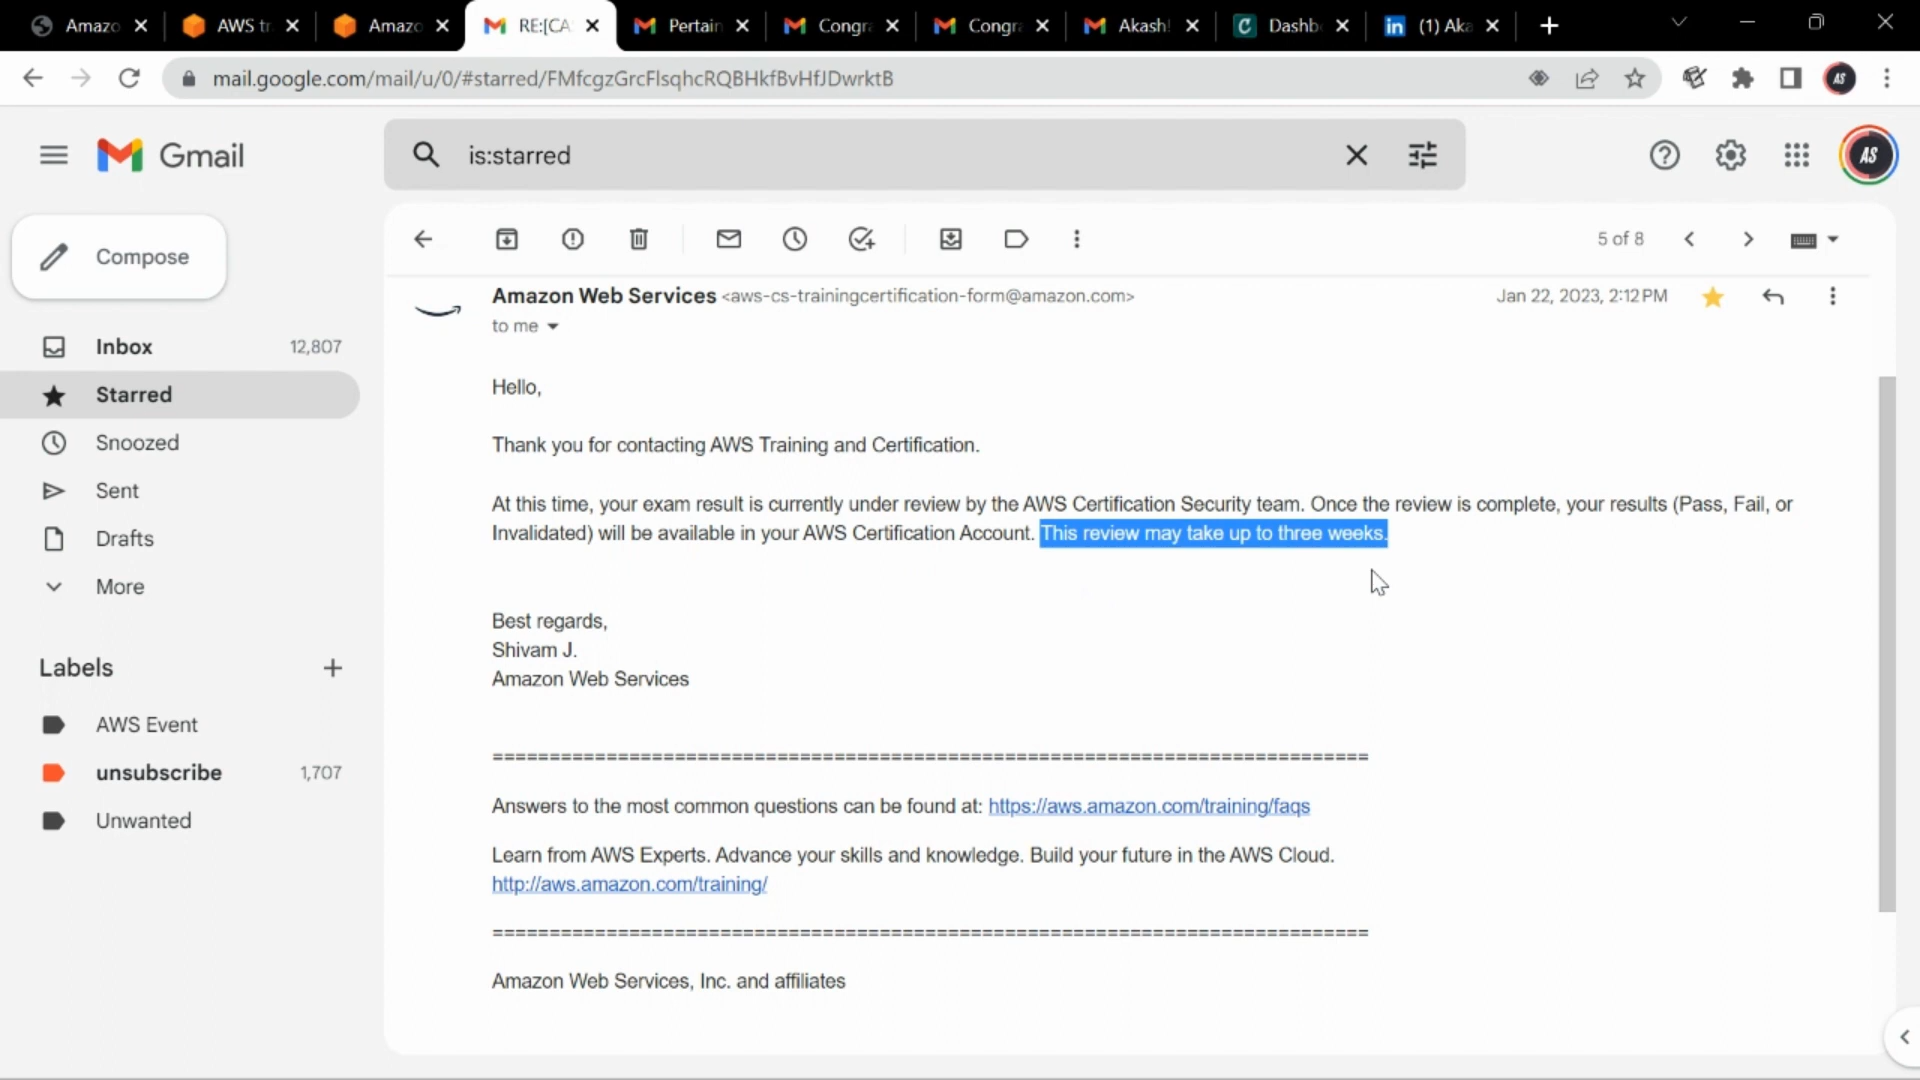 Amazo
AWS tr
Amazo
RE:[CA
Pertain
Congra
Congra
Akash!
Dashb
in (1) Aka
mail.google.com/mail/u/0/#starred/FMfcgzGrcFlsqhcRQBHkfBvHfJDwrktB
AS
Gmail
is:starred
AS
Compose
5 of 8
Amazon Web Services <aws-cs-trainingcertification-form@amazon.com>
Jan 22, 2023, 2:12 PM
to me
Inbox 12,807
Starred
Snoozed
Sent
Drafts
More
Labels
AWS Event
unsubscribe 1,707
Unwanted
Hello,
Thank you for contacting AWS Training and Certification.
At this time, your exam result is currently under review by the AWS Certification Security team. Once the review is complete, your results (Pass, Fail, or
Invalidated) will be available in your AWS Certification Account. This review may take up to three weeks.
Best regards,
Shivam J.
Amazon Web Services
==============================================================================
Answers to the most common questions can be found at: https://aws.amazon.com/training/faqs
Learn from AWS Experts. Advance your skills and knowledge. Build your future in the AWS Cloud.
http://aws.amazon.com/training/
==============================================================================
Amazon Web Services, Inc. and affiliates